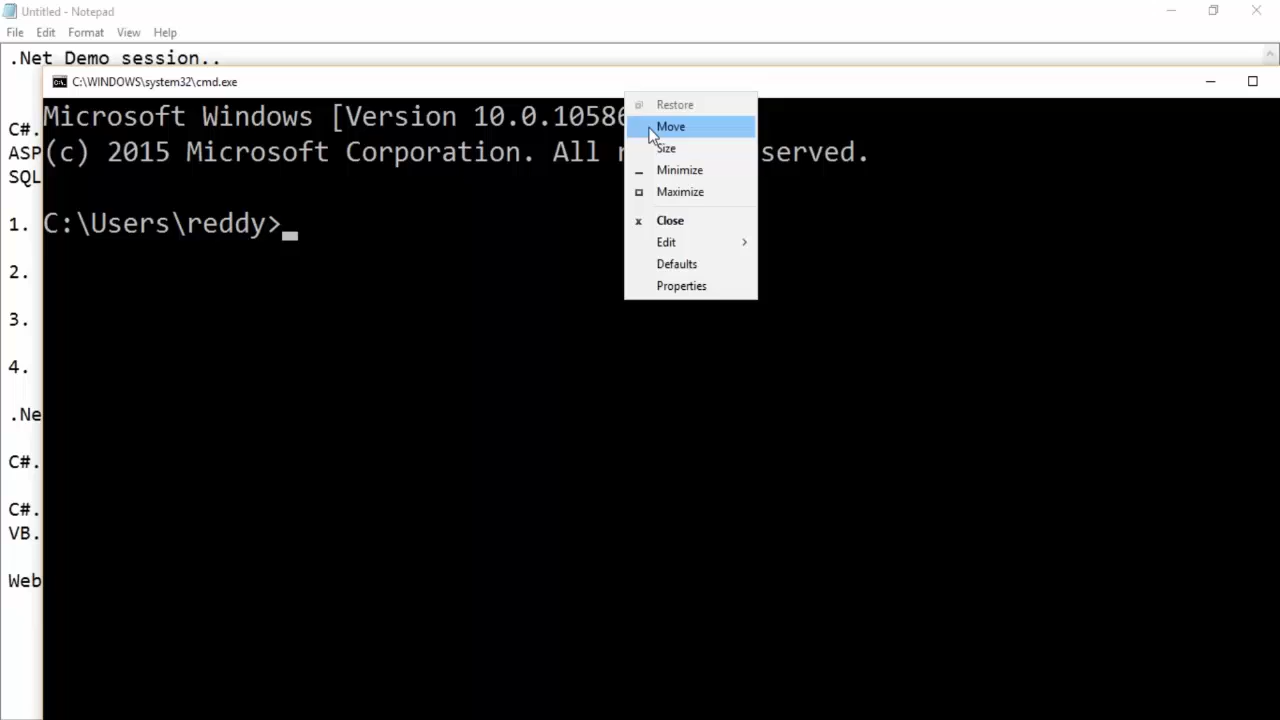 Untitled - Notepad
File Edit Format View Help
.Net Demo session..
C:\WINDOWS\system32\cmd.exe
Microsoft Windows [Version 10.0.10586
(c) 2015 Microsoft Corporation. All served.
C:\Users\reddy>
Restore
Move
Size
Minimize
Maximize
Close
Edit
Defaults
Properties
C#.
ASP
SQL
1.
2.
3.
4.
.Ne
C#.
C#.
VB.
Web